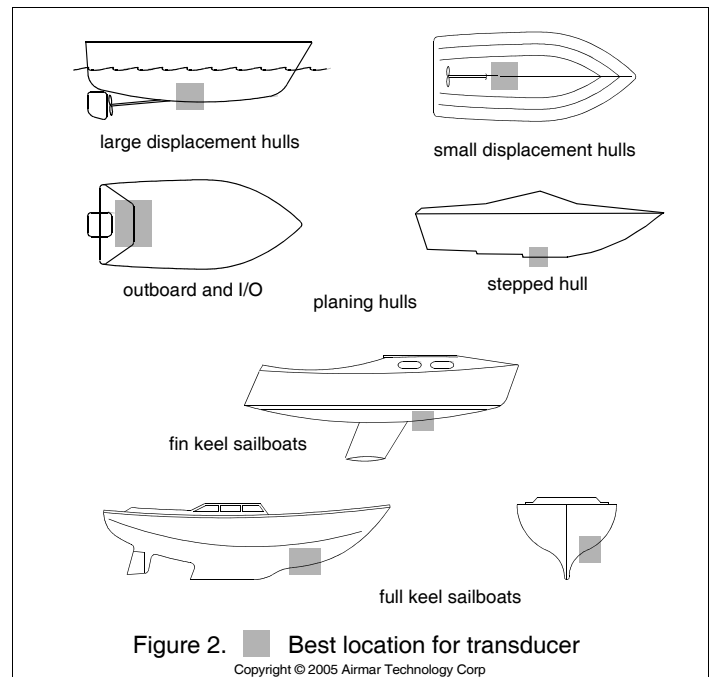 large displacement hulls
small displacement hulls
outboard and I/O
stepped hull
planing hulls
fin keel sailboats
full keel sailboats
Figure 2. Best location for transducer
Copyright © 2005 Airmar Technology Corp